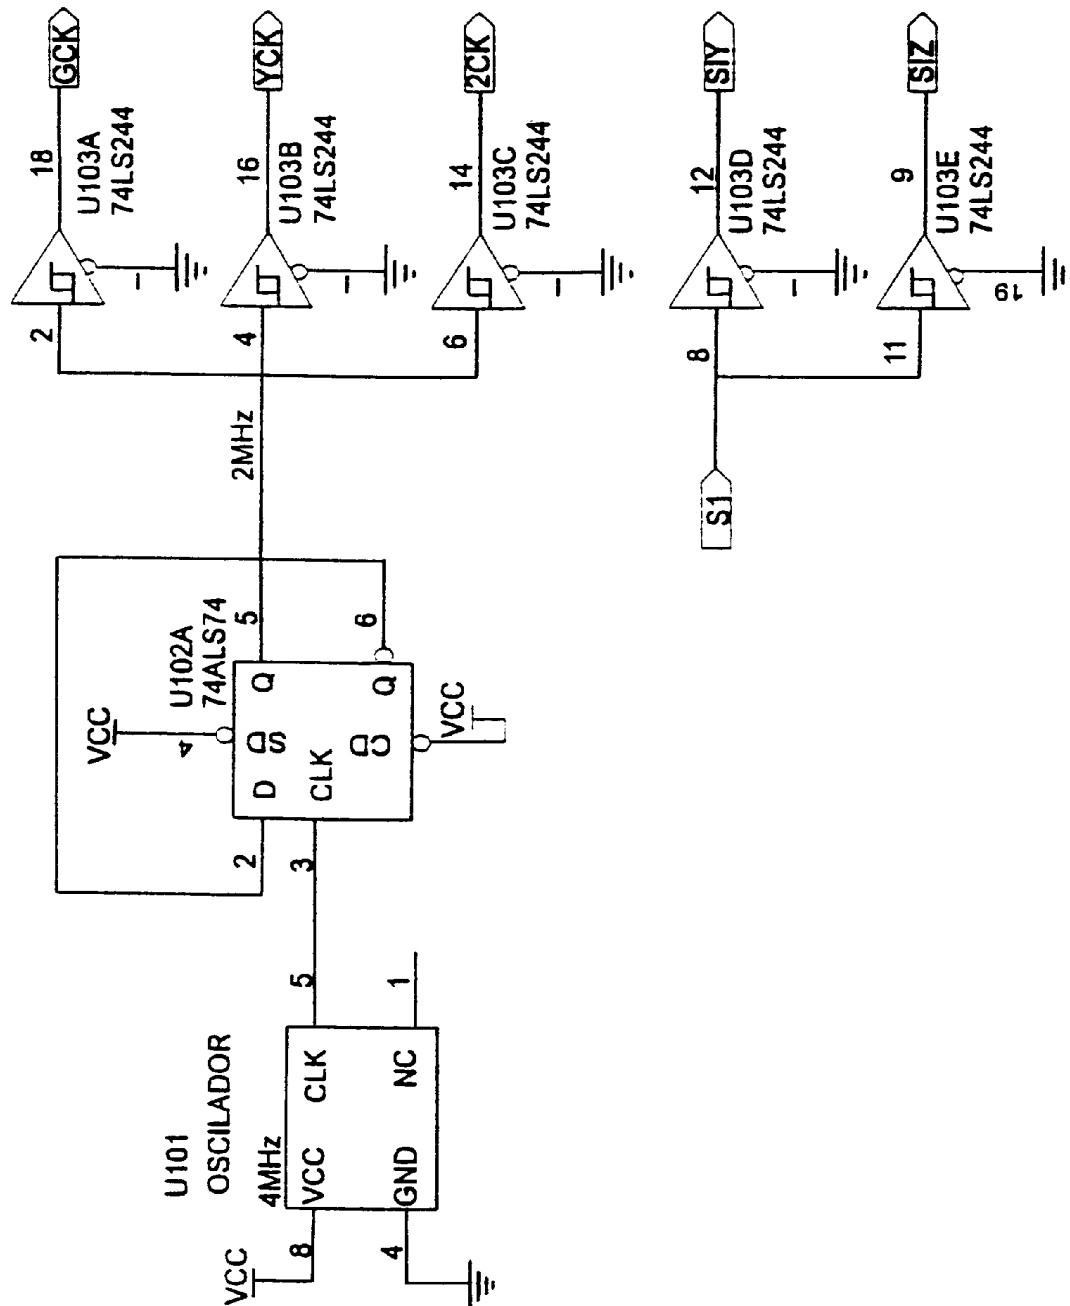 U101
OSCILADOR
4MHz
VCC
8
VCC
CLK
5
4
GND
NC
1
VCC
4
U102A
74ALS74
2
D
SD
Q
5
3
CLK
CD
Q
6
VCC
2MHz
2
18
GCK
U103A
74LS244
1
4
16
YCK
U103B
74LS244
1
6
14
2CK
U103C
74LS244
1
S1
8
12
SIY
U103D
74LS244
1
11
9
SIZ
U103E
74LS244
19